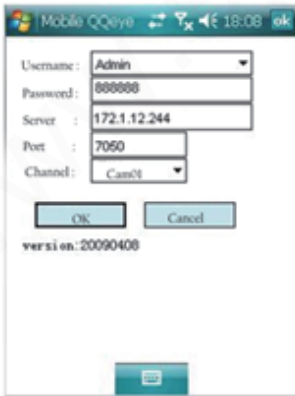 Mobile QQeye 18:08 ok
Username : Admin
Password : 888888
Server : 172.1.12.244
Port : 7050
Channel : Cam01
OK Cancel
version:20090408